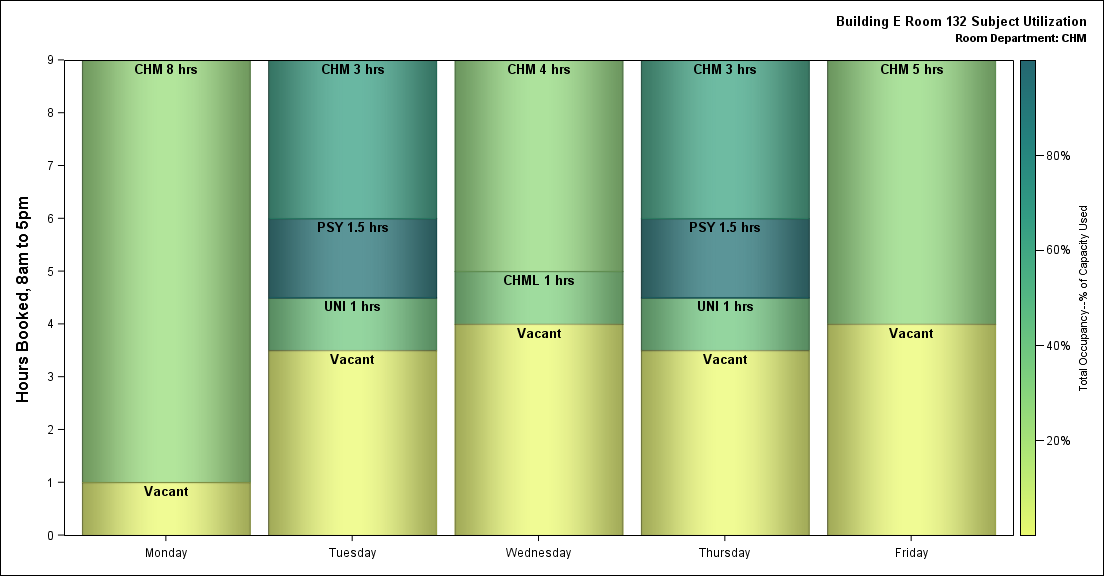 Building E Room 132 Subject Utilization
Room Department: CHM
Hours Booked, 8am to 5pm
9
8
7
6
5
4
3
2
1
0
CHM 8 hrs
Vacant
CHM 3 hrs
PSY 1.5 hrs
UNI 1 hrs
Vacant
CHM 4 hrs
CHML 1 hrs
Vacant
CHM 3 hrs
PSY 1.5 hrs
UNI 1 hrs
Vacant
CHM 5 hrs
Vacant
Monday
Tuesday
Wednesday
Thursday
Friday
80%
60%
40%
20%
Total Occupancy--% of Capacity Used